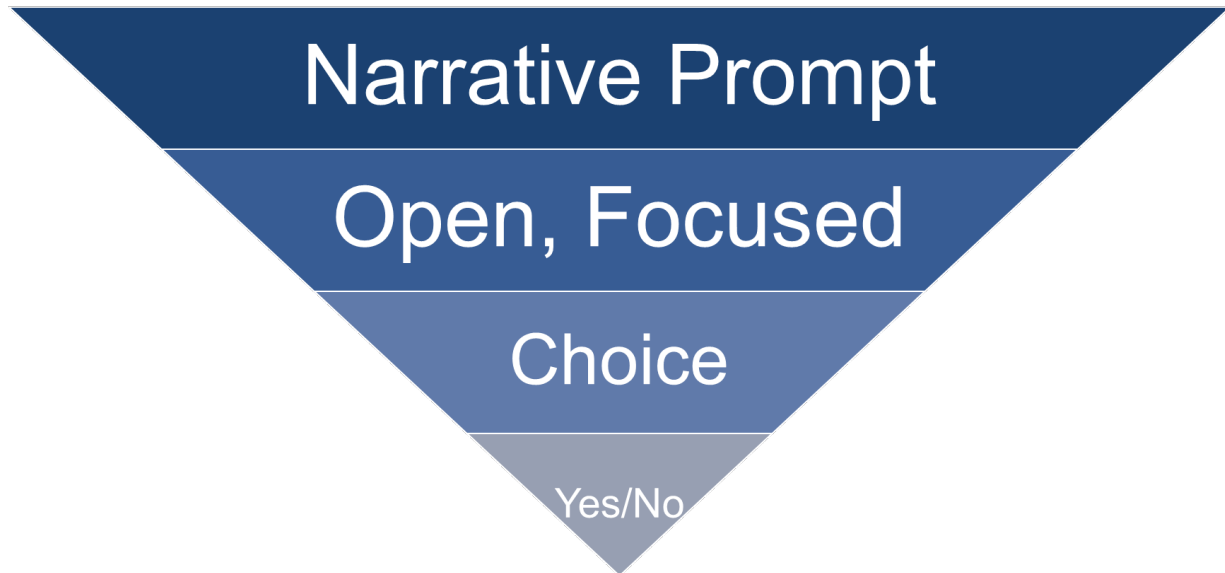 Narrative Prompt
Open, Focused
Choice
Yes/No